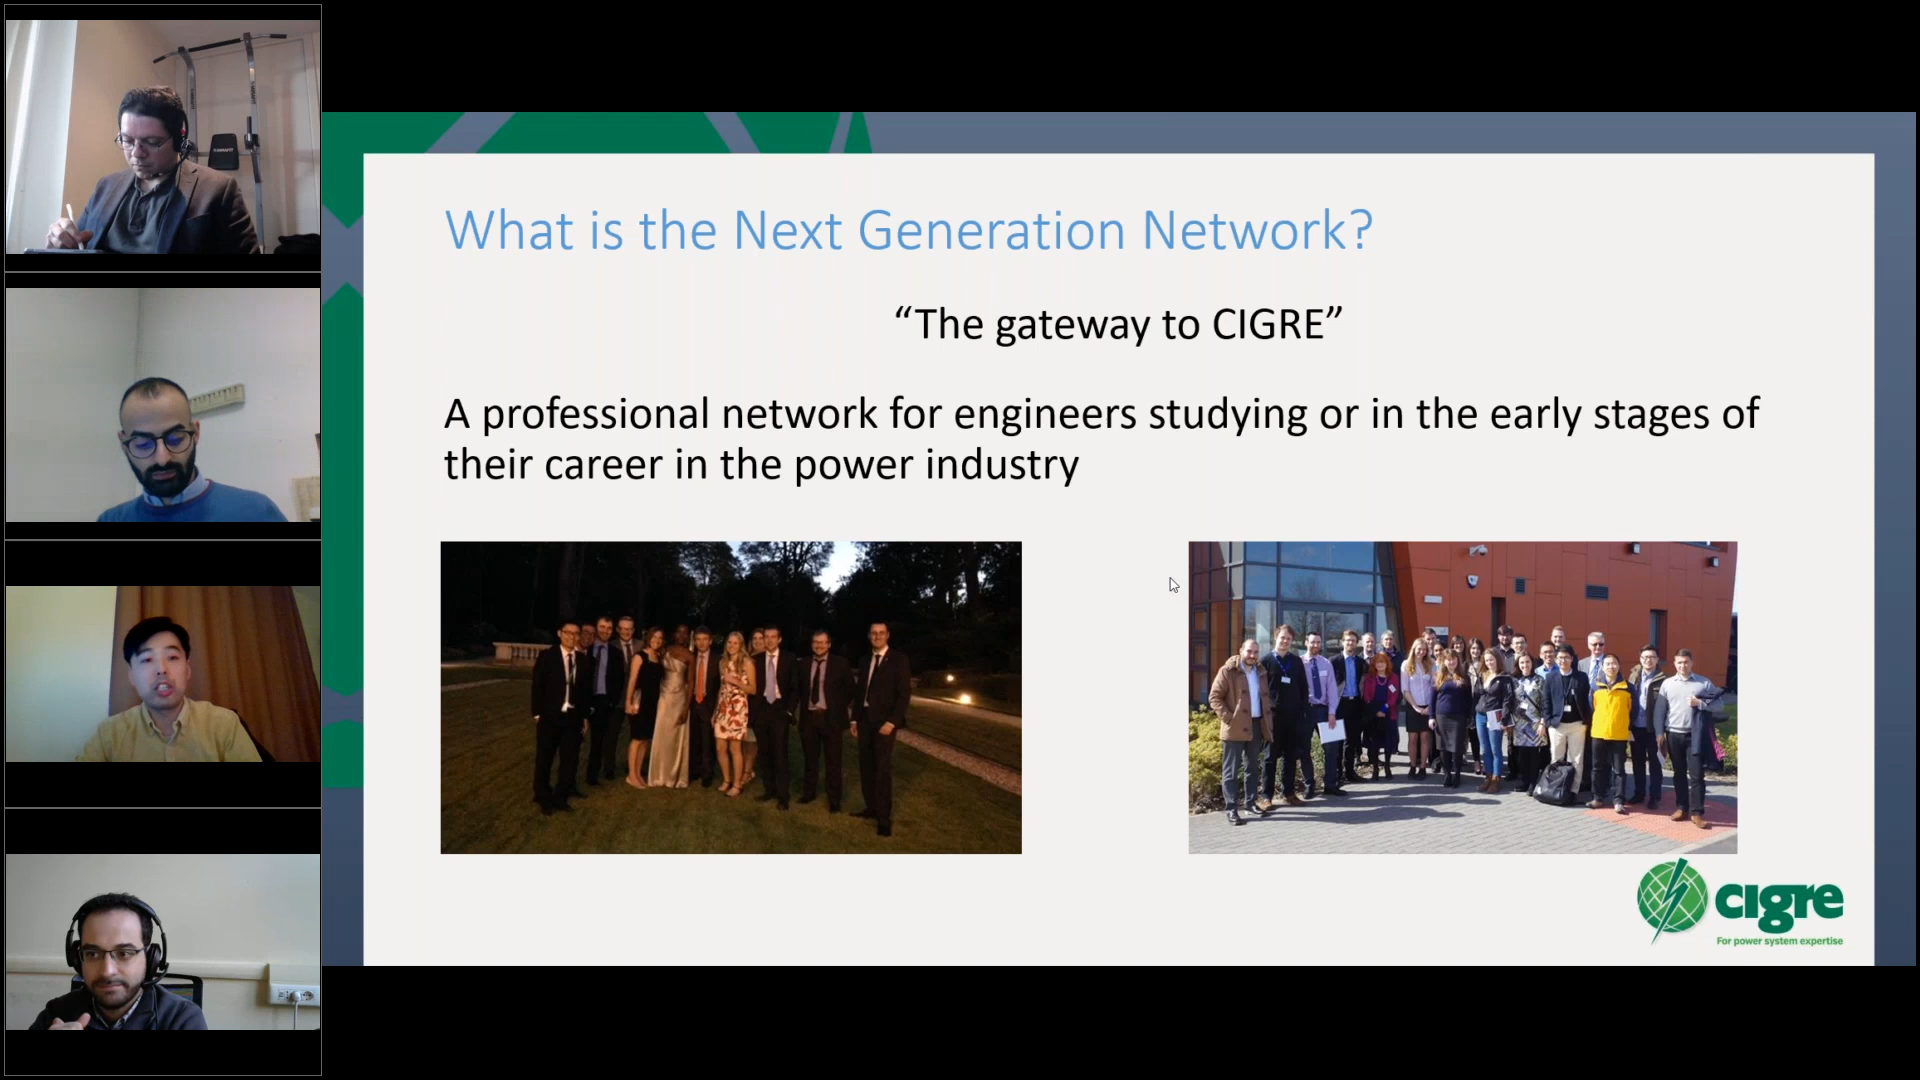 What is the Next Generation Network?
“The gateway to CIGRE”
A professional network for engineers studying or in the early stages of
their career in the power industry
cigre
For power system expertise